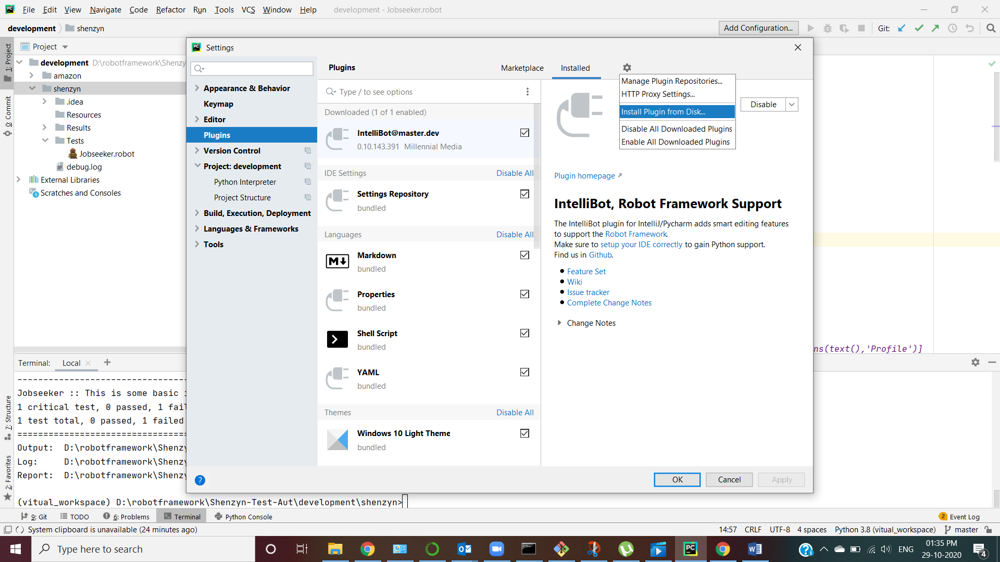 File Edit View Navigate Code Refactor Run Tools VCS Window Help development - Jobseeker.robot
development shenzyn Add Configuration... Git:
1: Project
0: Commit
7: Structure
2: Favorites
Project
development D:\robotframework\Shenzy
amazon
shenzyn
.idea
Resources
Results
Tests
Jobseeker.robot
debug.log
External Libraries
Scratches and Consoles
Settings
Appearance & Behavior
Keymap
Editor
Plugins
Version Control
Project: development
Python Interpreter
Project Structure
Build, Execution, Deployment
Languages & Frameworks
Tools
Plugins Marketplace Installed
Type / to see options
Downloaded (1 of 1 enabled)
IntelliBot@master.dev
0.10.143.391 Millennial Media
IDE Settings Disable All
Settings Repository
bundled
Languages Disable All
Markdown
bundled
Properties
bundled
Shell Script
bundled
YAML
bundled
Themes Disable All
Windows 10 Light Theme
bundled
Manage Plugin Repositories...
HTTP Proxy Settings...
Install Plugin from Disk...
Disable All Downloaded Plugins
Enable All Downloaded Plugins
Disable
Plugin homepage
IntelliBot, Robot Framework Support
The IntelliBot plugin for IntelliJ/Pycharm adds smart editing features
to support the Robot Framework.
Make sure to setup your IDE correctly to gain Python support.
Find us in Github.
Feature Set
Wiki
Issue tracker
Complete Change Notes
Change Notes
OK Cancel Apply
ns(text(),'Profile')]
Terminal: Local
Jobseeker :: This is some basic
1 critical test, 0 passed, 1 fail
1 test total, 0 passed, 1 failed
Output: D:\robotframework\Shenzy
Log: D:\robotframework\Shenzy
Report: D:\robotframework\Shenzy
(vitual_workspace) D:\robotframework\Shenzyn-Test-Aut\development\shenzyn>
9: Git TODO 6: Problems Terminal Python Console 2 Event Log
System clipboard is unavailable (24 minutes ago) 14:57 CRLF UTF-8 4 spaces Python 3.8 (vitual_workspace) master
Type here to search ENG 01:35 PM
29-10-2020 4